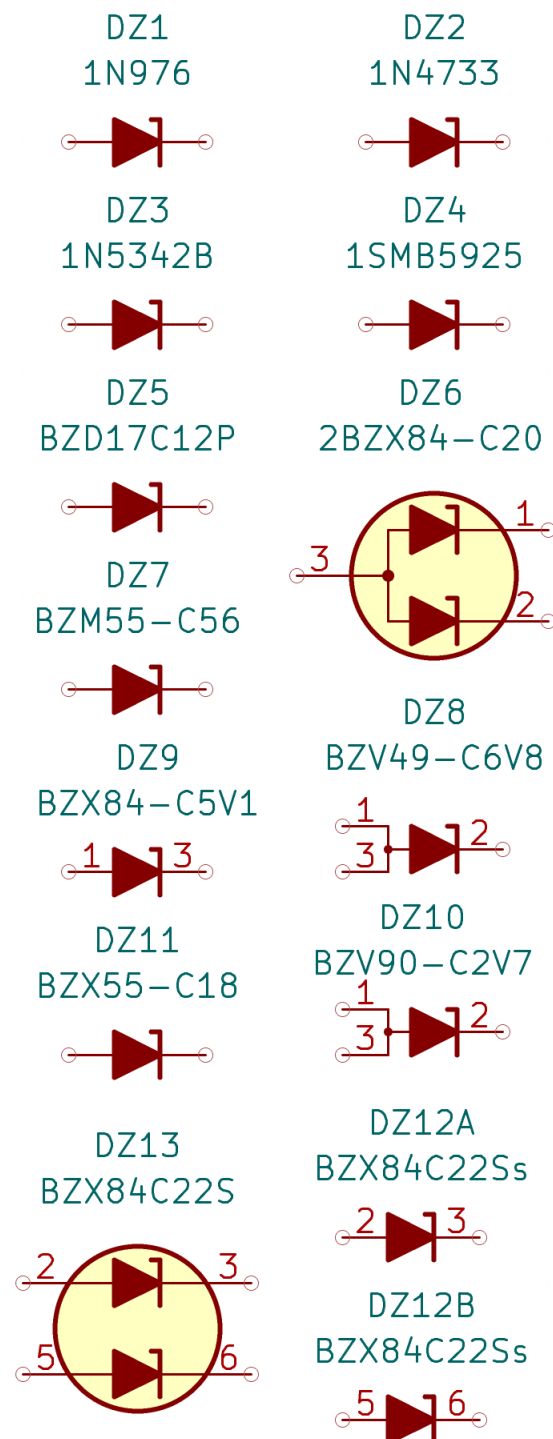 DZ1
1N976
DZ2
1N4733
DZ3
1N5342B
DZ4
1SMB5925
DZ5
BZD17C12P
DZ6
2BZX84-C20
3
1
2
DZ7
BZM55-C56
DZ8
BZV49-C6V8
1
3
2
DZ9
BZX84-C5V1
1
3
DZ10
BZV90-C2V7
1
3
2
DZ11
BZX55-C18
DZ12A
BZX84C22Ss
2
3
DZ13
BZX84C22S
2
3
5
6
DZ12B
BZX84C22Ss
5
6